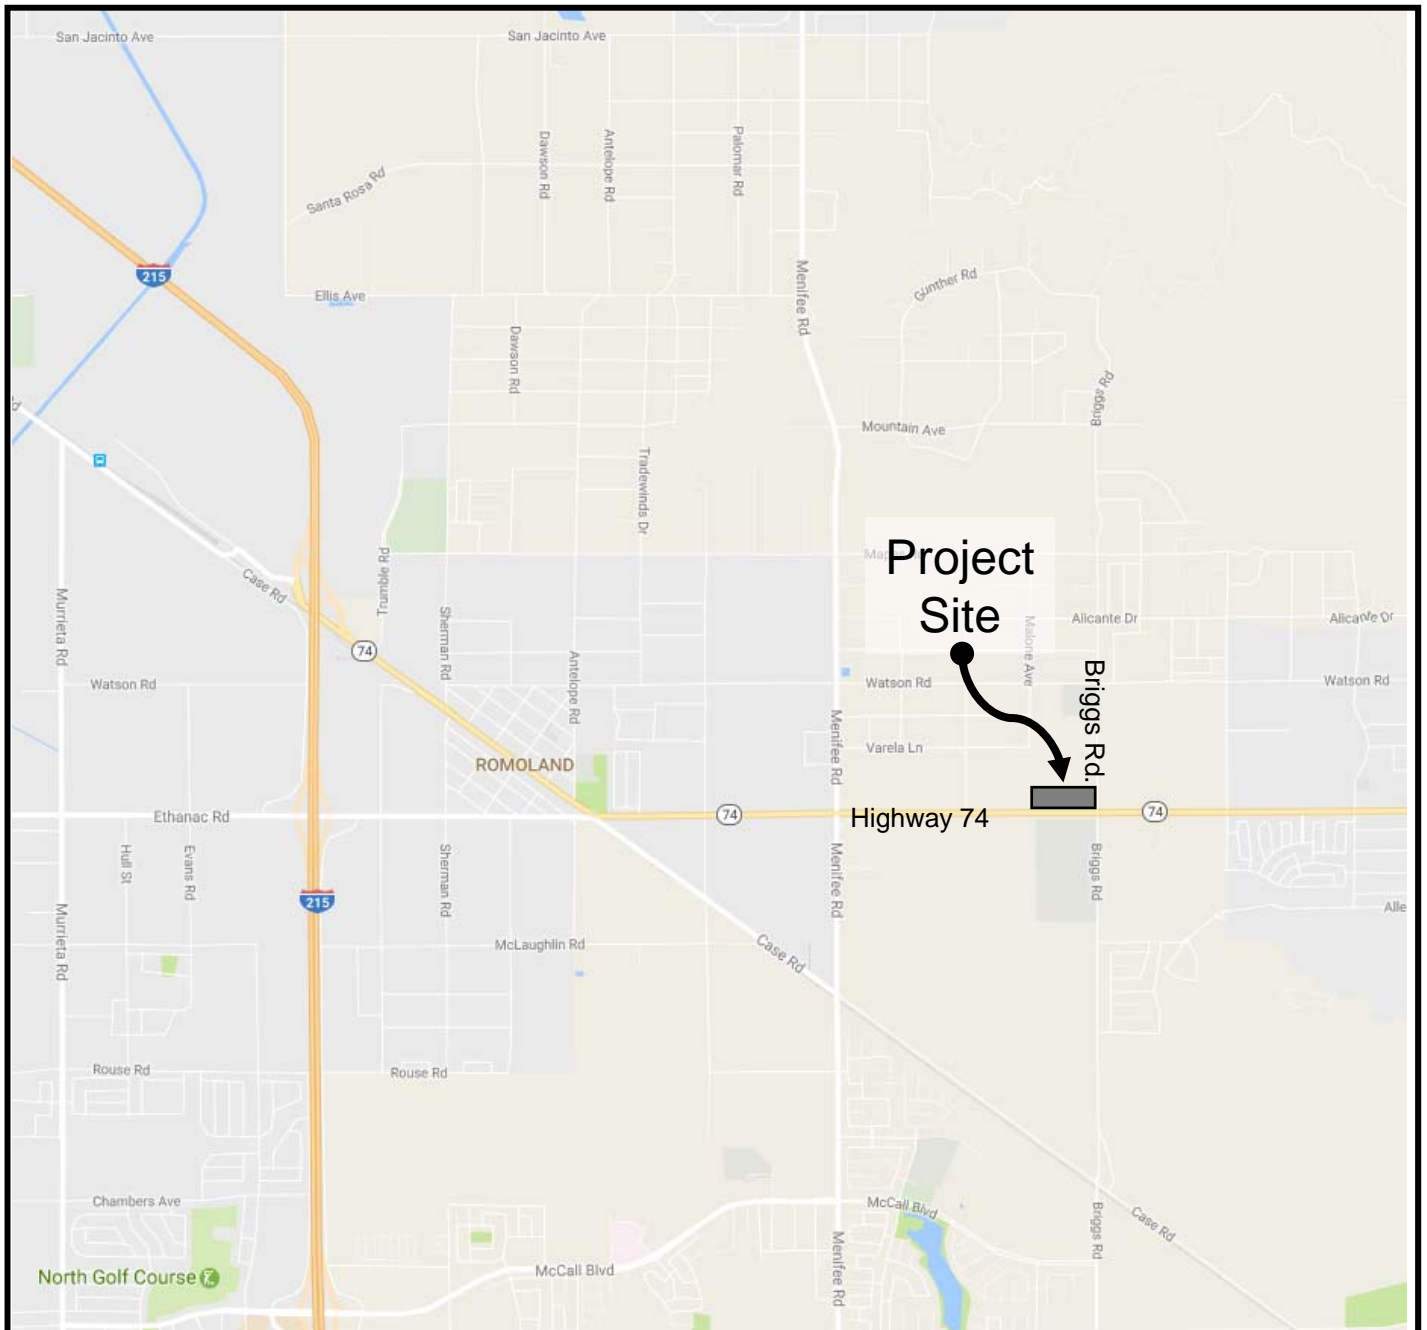 San Jacinto Ave
San Jacinto Ave
Dawson Rd
Antelope Rd
Palomar Rd
Santa Rosa Rd
215
Menifee Rd
Gunther Rd
Ellis Ave
Dawson Rd
Briggs Rd
Mountain Ave
Tradewinds Dr
Project
Site
Trumble Rd
Case Rd
Murrieta Rd
Sherman Rd
Malone Ave
Alicante Dr
Alicante Dr
74
Antelope Rd
Watson Rd
Watson Rd
Watson Rd
Briggs Rd.
Menifee Rd
Varela Ln
ROMOLAND
Ethanac Rd
74
Highway 74
74
Hull St
Evans Rd
Sherman Rd
Menifee Rd
Briggs Rd
215
Alle
Murrieta Rd
McLaughlin Rd
Case Rd
Rouse Rd
Rouse Rd
Chambers Ave
McCall Blvd
Briggs Rd
Case Rd
Menifee Rd
McCall Blvd
North Golf Course